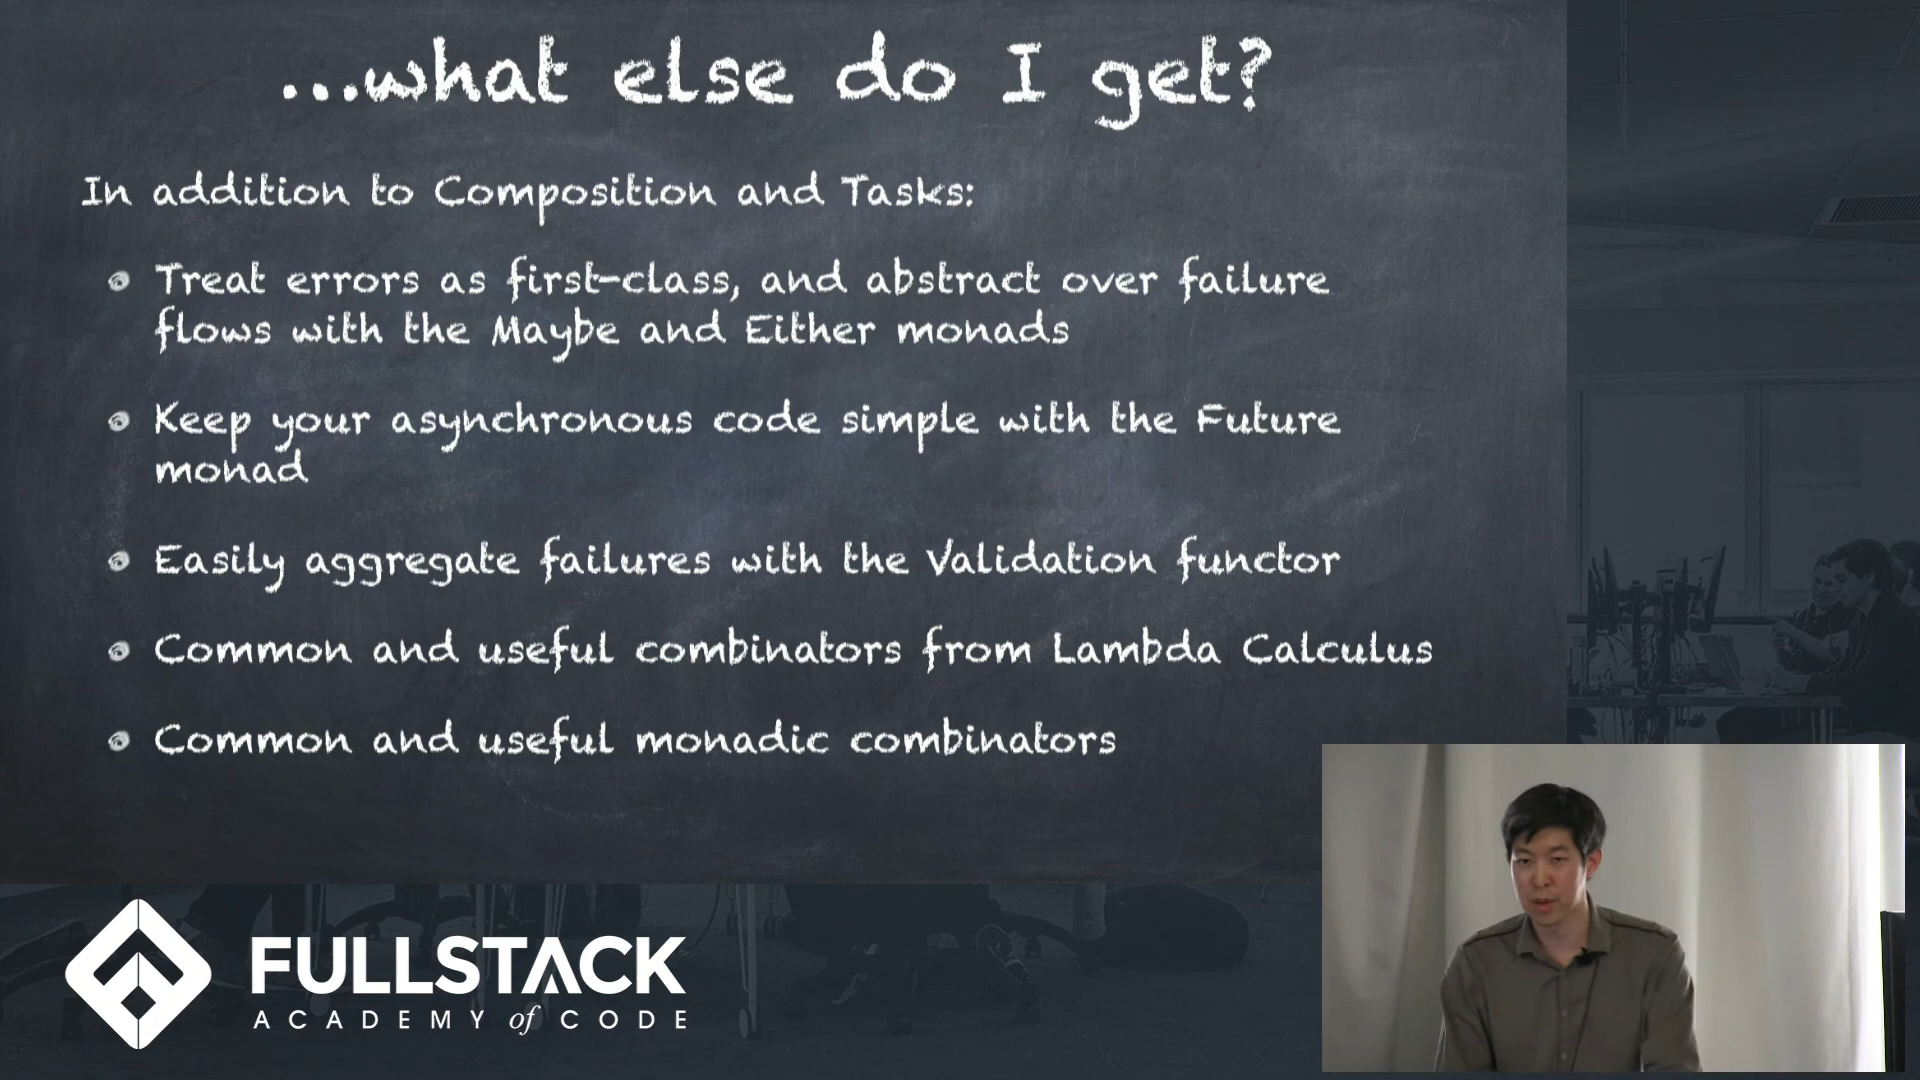 ...what else do I get?
In addition to Composition and Tasks:
Treat errors as first-class, and abstract over failure
flows with the Maybe and Either monads
Keep your asynchronous code simple with the Future
monad
Easily aggregate failures with the Validation functor
Common and useful combinators from Lambda Calculus
Common and useful monadic combinators
FULLSTACK
ACADEMY of CODE